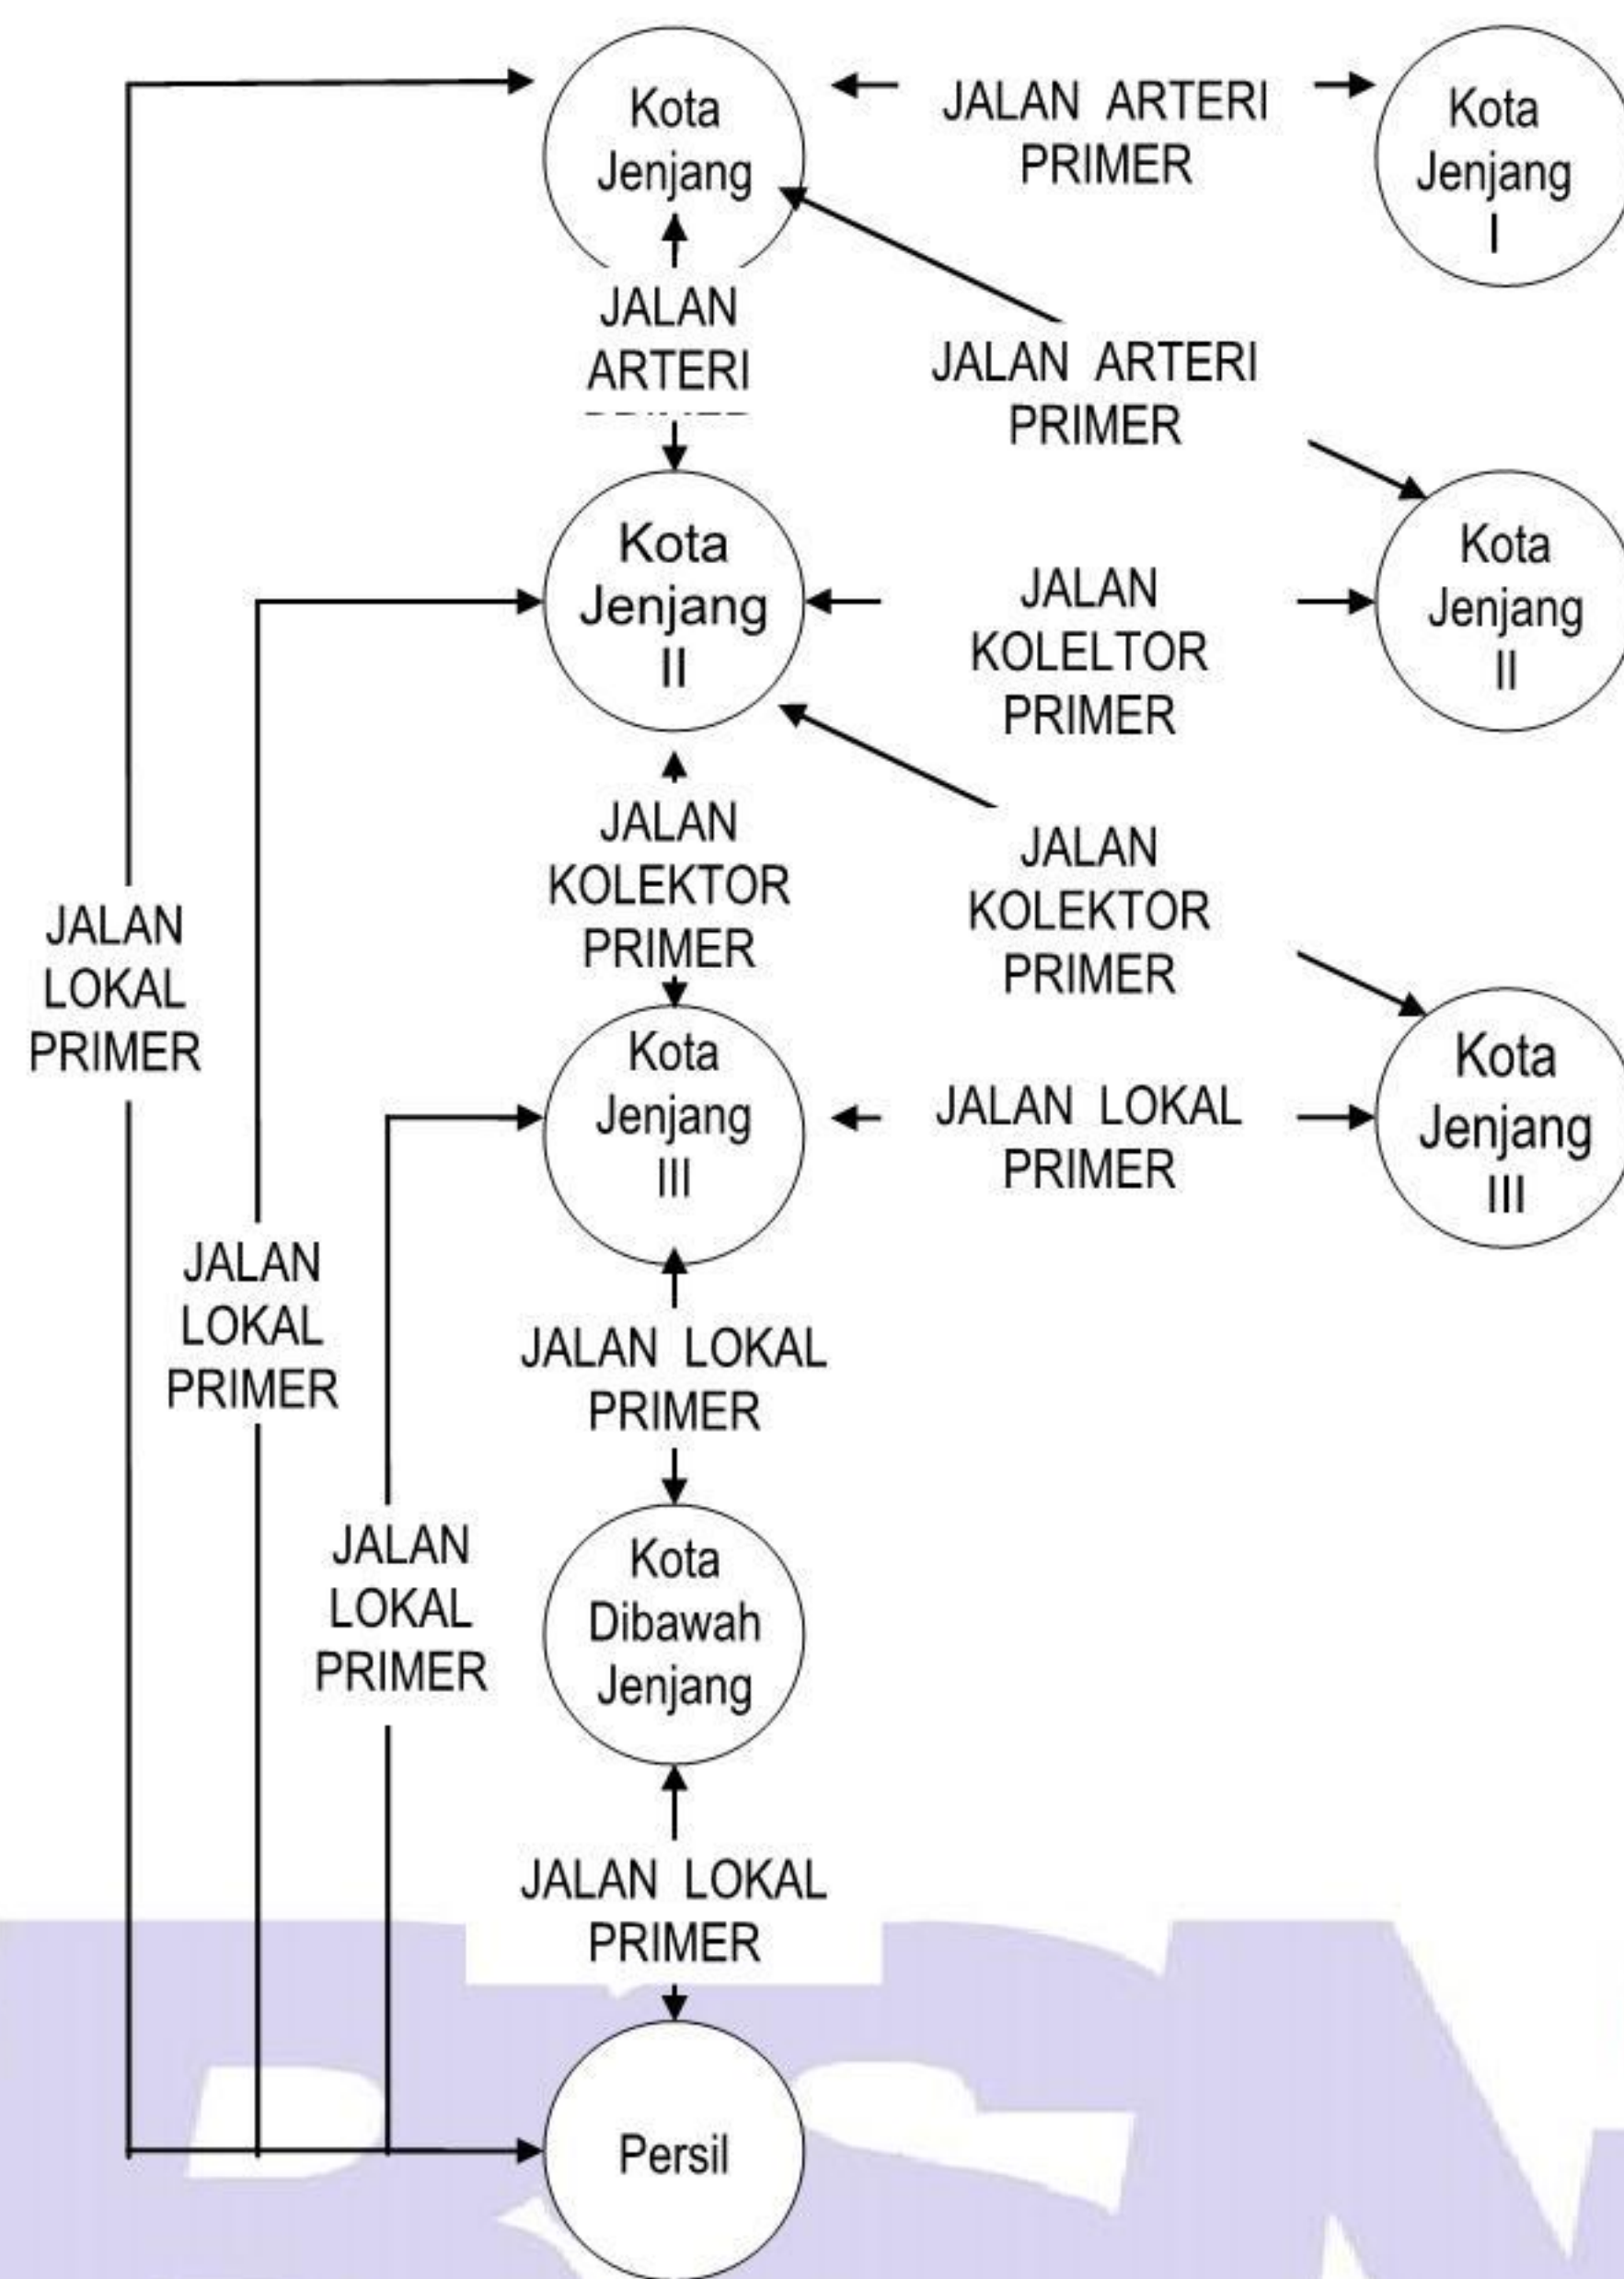 Kota
Jenjang
JALAN ARTERI
PRIMER
Kota
Jenjang
I
JALAN
ARTERI
JALAN ARTERI
PRIMER
Kota
Jenjang
II
JALAN
KOLELTOR
PRIMER
Kota
Jenjang
II
JALAN
KOLEKTOR
PRIMER
JALAN
KOLEKTOR
PRIMER
JALAN
LOKAL
PRIMER
Kota
Jenjang
III
JALAN LOKAL
PRIMER
Kota
Jenjang
III
JALAN
LOKAL
PRIMER
JALAN LOKAL
PRIMER
JALAN
LOKAL
PRIMER
Kota
Dibawah
Jenjang
JALAN LOKAL
PRIMER
Persil